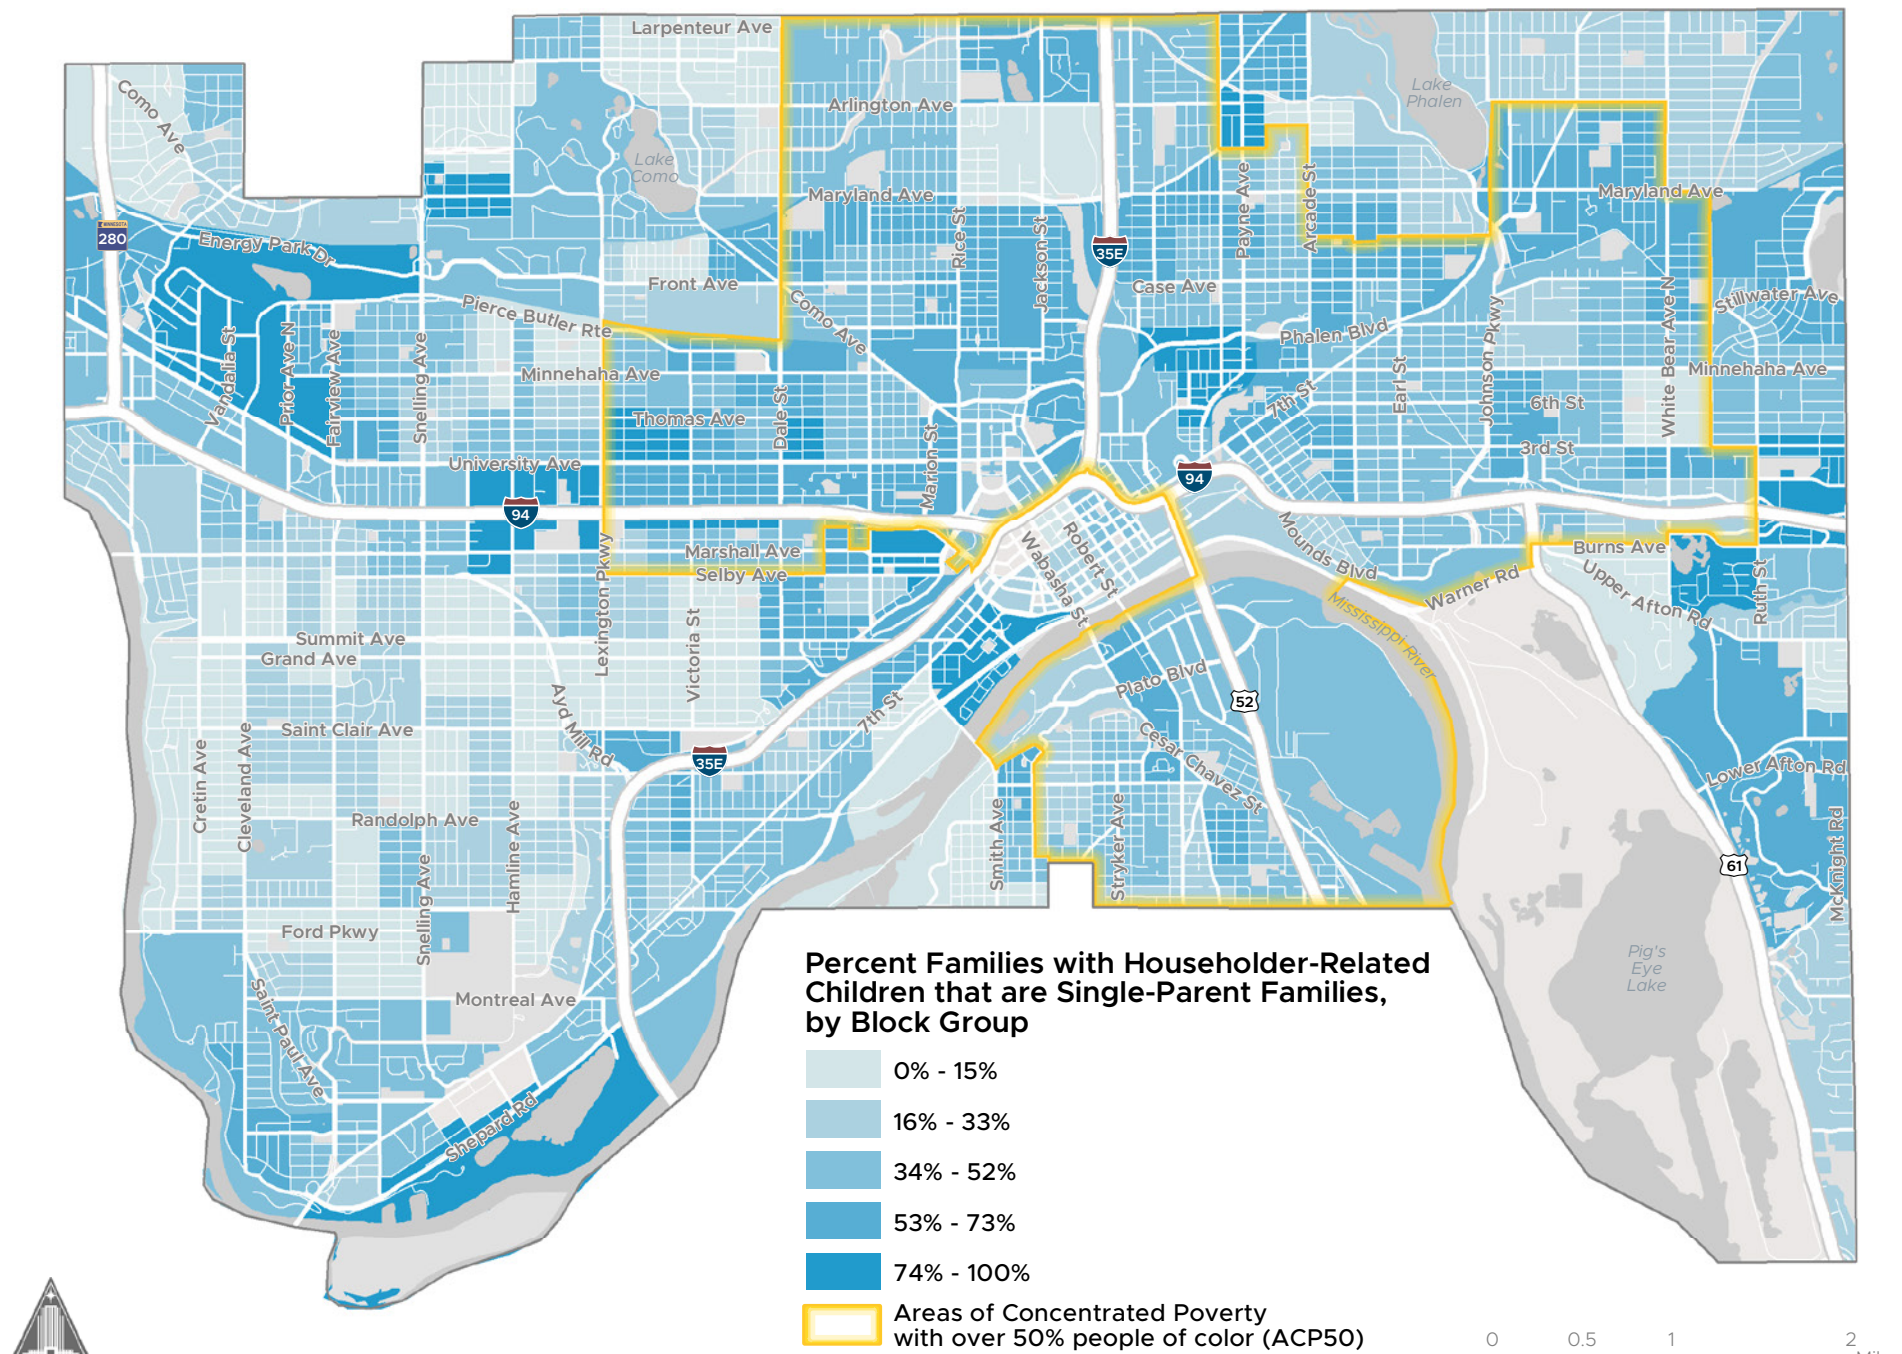 Larpenteur Ave
Como Ave
Arlington Ave
Lake
Phalen
Lake
Como
Maryland Ave
Maryland Ave
MINNESOTA
280
Energy Park Dr
Rice St
Jackson St
35E
Payne Ave
Arcade St
Front Ave
Case Ave
Como Ave
Pierce Butler Rte
Phalen Blvd
Stillwater Ave
Vandalia St
Prior Ave N
Fairview Ave
Snelling Ave
Minnehaha Ave
Minnehaha Ave
Johnson Pkwy
White Bear Ave N
Thomas Ave
Dale St
Marion St
7th St
Earl St
6th St
3rd St
University Ave
94
94
Marshall Ave
Selby Ave
Lexington Pkwy
Wabasha St
Robert St
Mounds Blvd
Burns Ave
Warner Rd
Upper Afton Rd
Ruth St
Mississippi River
Summit Ave
Grand Ave
Victoria St
Ayd Mill Rd
Plato Blvd
52
7th St
Saint Clair Ave
Cretin Ave
Cleveland Ave
35E
Cesar Chavez St
Lower Afton Rd
Randolph Ave
Hamline Ave
Snelling Ave
Smith Ave
Stryker Ave
61
McKnight Rd
Ford Pkwy
Saint Paul Ave
Montreal Ave
Shepard Rd
Pig's
Eye
Lake
Percent Families with Householder-Related
Children that are Single-Parent Families,
by Block Group
0% - 15%
16% - 33%
34% - 52%
53% - 73%
74% - 100%
Areas of Concentrated Poverty
with over 50% people of color (ACP50)
0 0.5 1 2